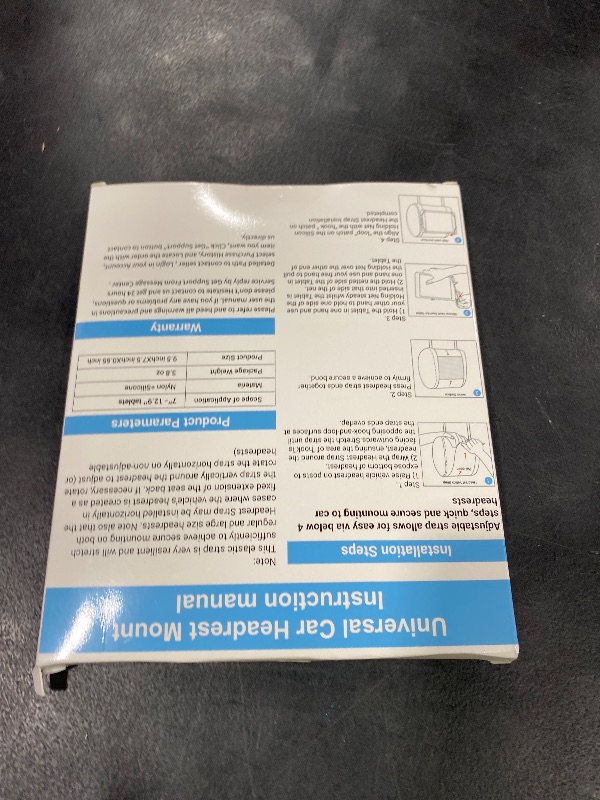 Universal Car Headrest Mount
Instruction manual
Installation Steps
Adjustable strap allows for easy via below 4
steps, quick and secure mounting to car
headrests
Step 1.
1) Raise vehicle headrest on posts to
expose bottom of headrest.
2) Wrap the Headrest Strap around the
headrest, ensuring the area of hook is
facing outwards. Stretch the strap until
the opposing hook-and-loop surfaces at
the strap ends overlap.
Step 2.
Press headrest strap ends together
firmly to achieve a secure bond.
Step 3.
1) Hold the Tablet in one hand and use
your other hand to hold one side of the
Holding Net steady whilst the Tablet is
inserted into that side of the net.
2) Hold the netted side of the Tablet in
one hand and use your free hand to pull
the holding Net over the other end of
the Tablet.
Step 4.
Align the "loop" patch on the Silicon
Holding Net with the "hook" patch on
the Headrest Strap Installation
completed.
Note:
This elastic strap is very resilient and will stretch
sufficiently to achieve secure mounting on both
regular and large size headrests. Note also that the
Headrest Strap may be installed horizontally in
cases where the vehicle's headrest is created as a
fixed extension of the seat back. If necessary, rotate
the strap vertically around the headrest to adjust (or
rotate the strap horizontally on non-adjustable
headrests)
Product Parameters
Scope of Application 7"- 12.9" tablets
Materia Nylon +Silicone
Package Weight 3.8 oz
Product Size 9.5 inchX7.5 inchX0.65 inch
Warranty
Please refer to and heed all warnings and precautions in
the user manual. If you have any problems or questions,
don't Hesitate to contact us and get 24 hours
Service reply by Get Support From Message Center.
Detailed Path to contact seller, Login in your Account,
select Purchase History, and Locate the order with the
item you want, Click "Get Support" button to contact
us directly.